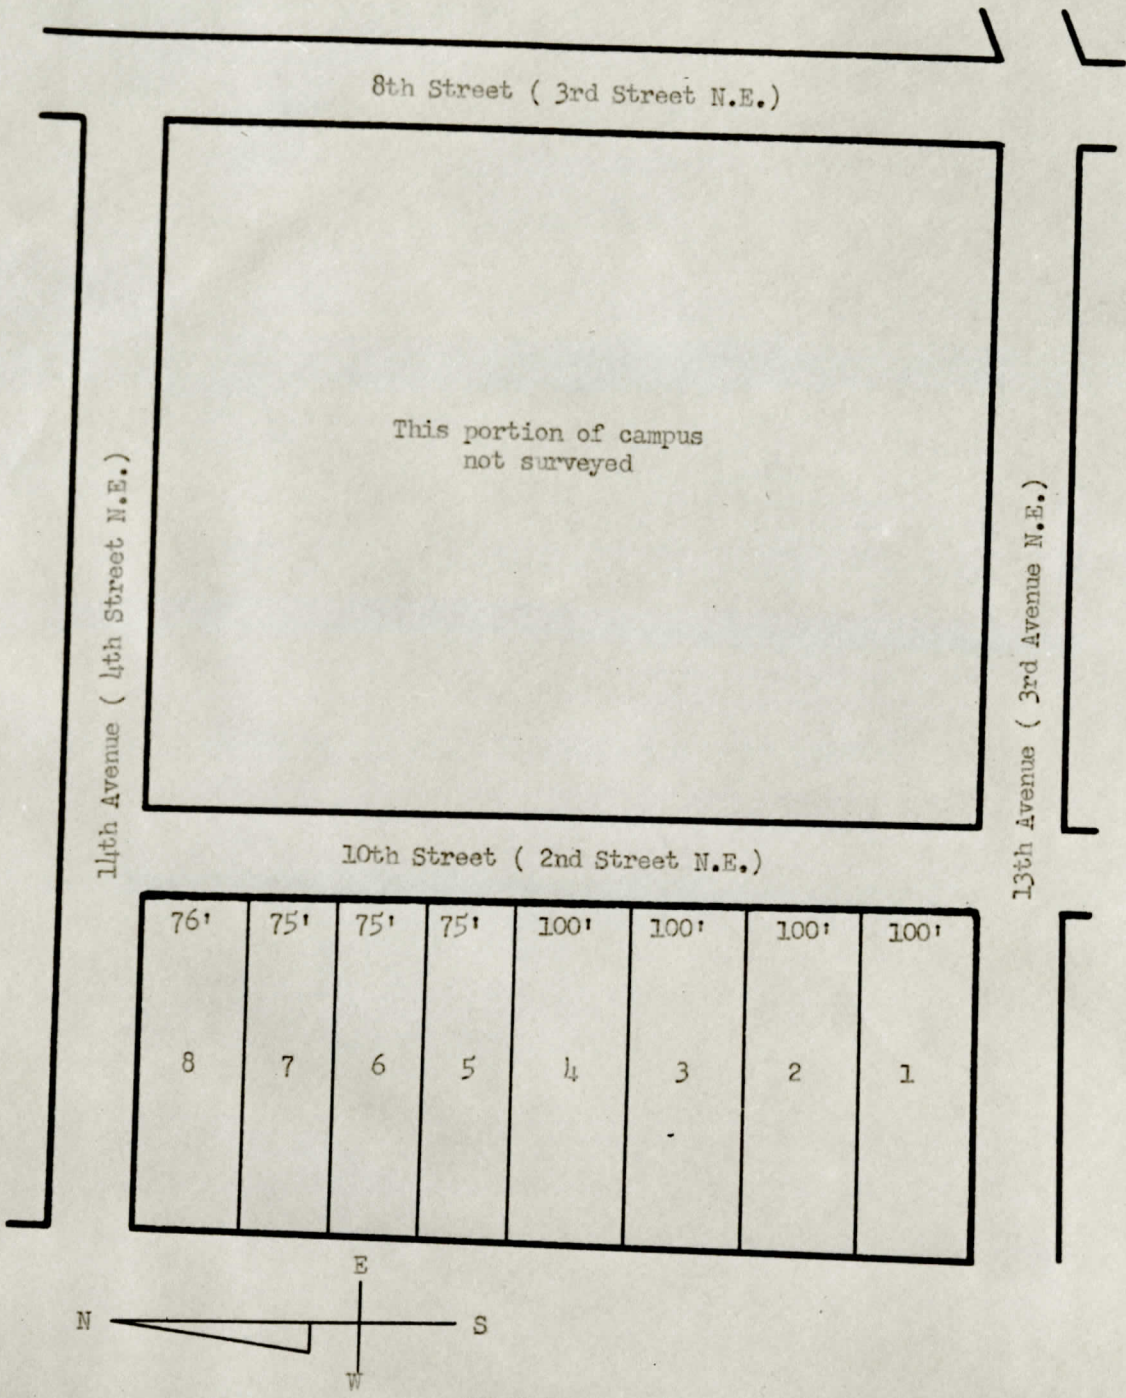 8th Street ( 3rd Street N.E.)
This portion of campus
not surveyed
14th Avenue ( 4th Street N.E.)
13th Avenue ( 3rd Avenue N.E.)
10th Street ( 2nd Street N.E.)
76' 75' 75' 75' 100' 100' 100' 100'
8 7 6 5 4 3 2 1
E
N S
W